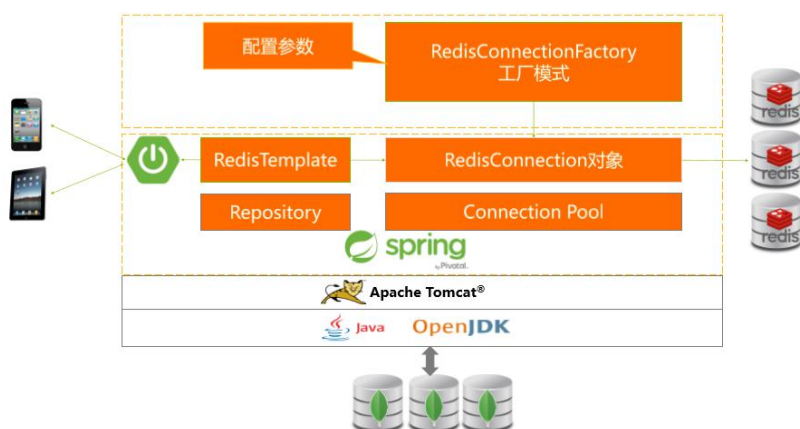 配置参数
RedisConnectionFactory
工厂模式
redis
RedisTemplate
RedisConnection对象
redis
Repository
Connection Pool
redis
spring
by Pivotal.
Apache Tomcat®
Java
OpenJDK